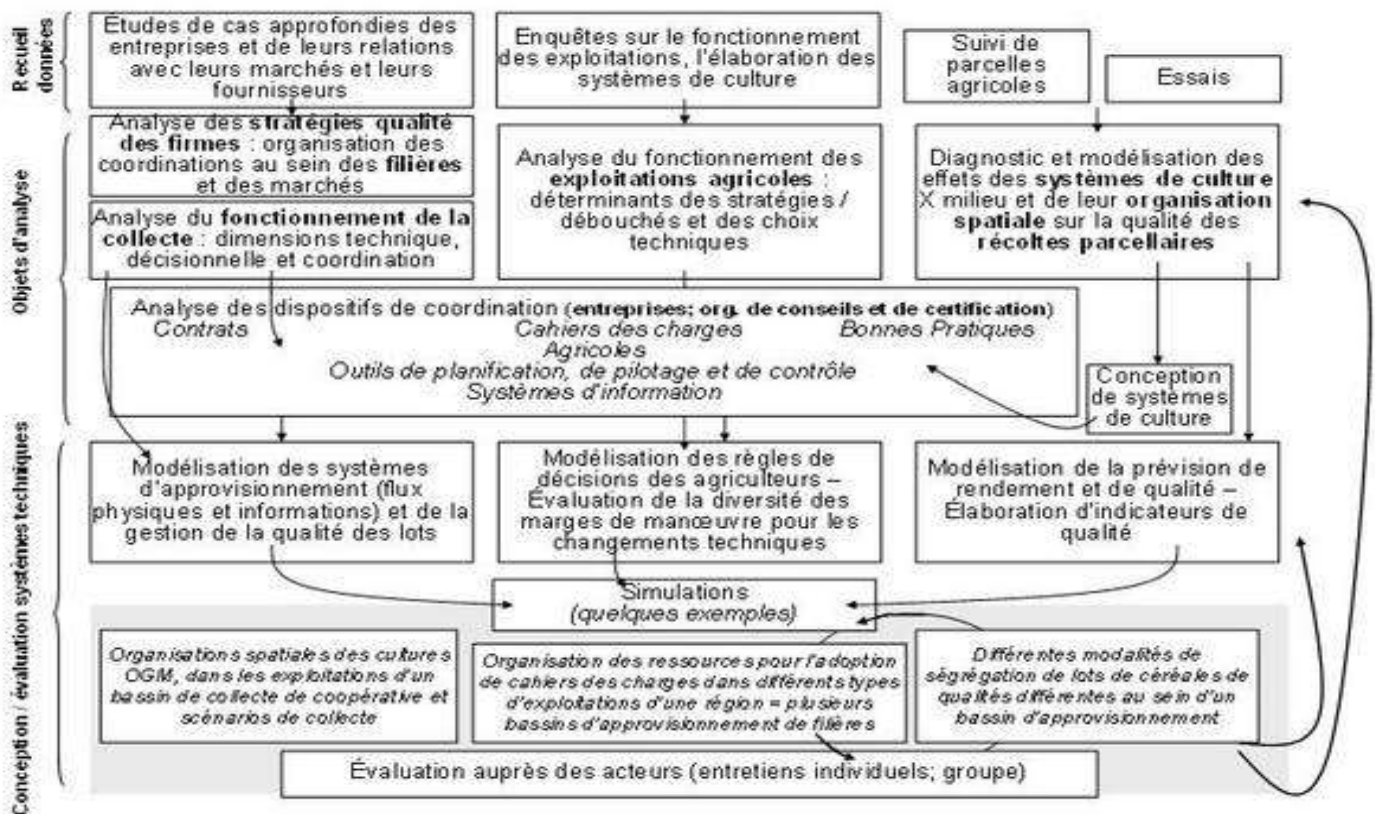 Recueil
données
Études de cas approfondies des
entreprises et de leurs relations
avec leurs marchés et leurs
fournisseurs
Enquêtes sur le fonctionnement
des exploitations, l'élaboration des
systèmes de culture
Suivi de
parcelles
agricoles
Essais
Objets d'analyse
Analyse des stratégies qualité
des firmes : organisation des
coordinations au sein des filières
et des marchés
Analyse du fonctionnement de la
collecte : dimensions technique,
décisionnelle et coordination
Analyse du fonctionnement des
exploitations agricoles :
déterminants des stratégies /
débouchés et des choix
techniques
Diagnostic et modélisation des
effets des systèmes de culture
X milieu et de leur organisation
spatiale sur la qualité des
récoltes parcellaires
Analyse des dispositifs de coordination (entreprises; org. de conseils et de certification)
Contrats Cahiers des charges Bonnes Pratiques
Agricoles
Outils de planification, de pilotage et de contrôle
Systèmes d'information
Conception
de systèmes
de culture
Conception / évaluation systèmes techniques
Modélisation des systèmes
d'approvisionnement (flux
physiques et informations) et de la
gestion de la qualité des lots
Modélisation des règles de
décisions des agriculteurs –
Évaluation de la diversité des
marges de manœuvre pour les
changements techniques
Modélisation de la prévision de
rendement et de qualité –
Élaboration d'indicateurs de
qualité
Simulations
(quelques exemples)
Organisations spatiales des cultures
OGM, dans les exploitations d'un
bassin de collecte de coopérative et
scénarios de collecte
Organisation des ressources pour l'adoption
de cahiers des charges dans différents types
d'exploitations d'une région = plusieurs
bassins d'approvisionnement de filières
Différentes modalités de
ségrégation de lots de céréales de
qualités différentes au sein d'un
bassin d'approvisionnement
Évaluation auprès des acteurs (entretiens individuels; groupe)